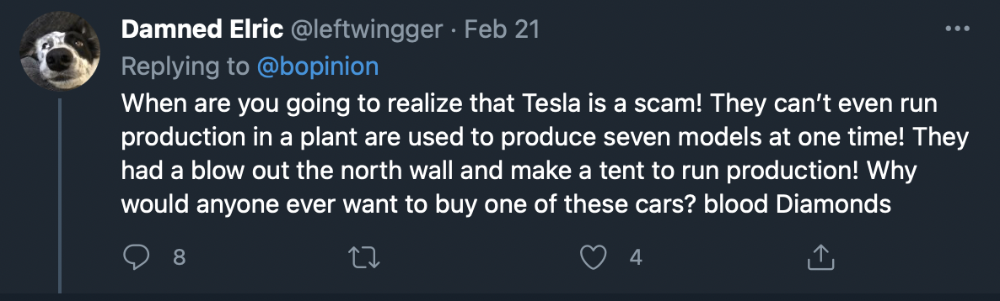 Damned Elric @leftwingger · Feb 21
Replying to @bopinion
When are you going to realize that Tesla is a scam! They can’t even run
production in a plant are used to produce seven models at one time! They
had a blow out the north wall and make a tent to run production! Why
would anyone ever want to buy one of these cars? blood Diamonds
8 4